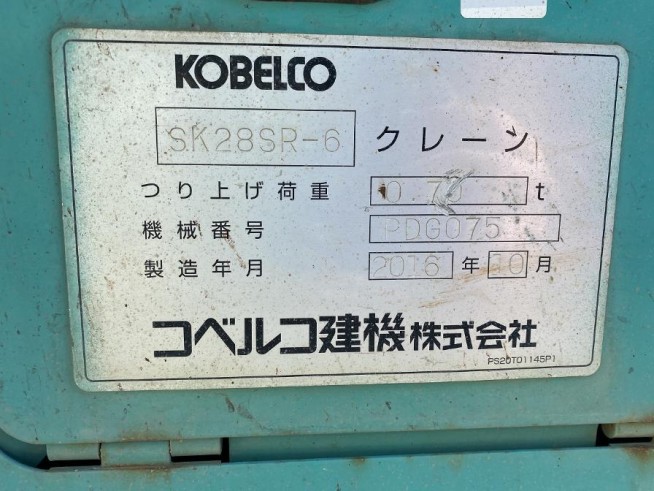 KOBELCO
SK28SR-6 クレーン
つり上げ荷重 t
機械番号 PDG075
製造年月 2016 年 10 月
コベルコ建機株式会社
PS20T01145P1